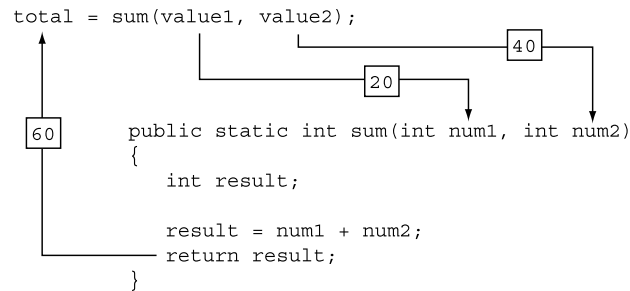 total = sum(value1, value2);
40
20
60
public static int sum(int num1, int num2)
{
int result;
result = num1 + num2;
return result;
}